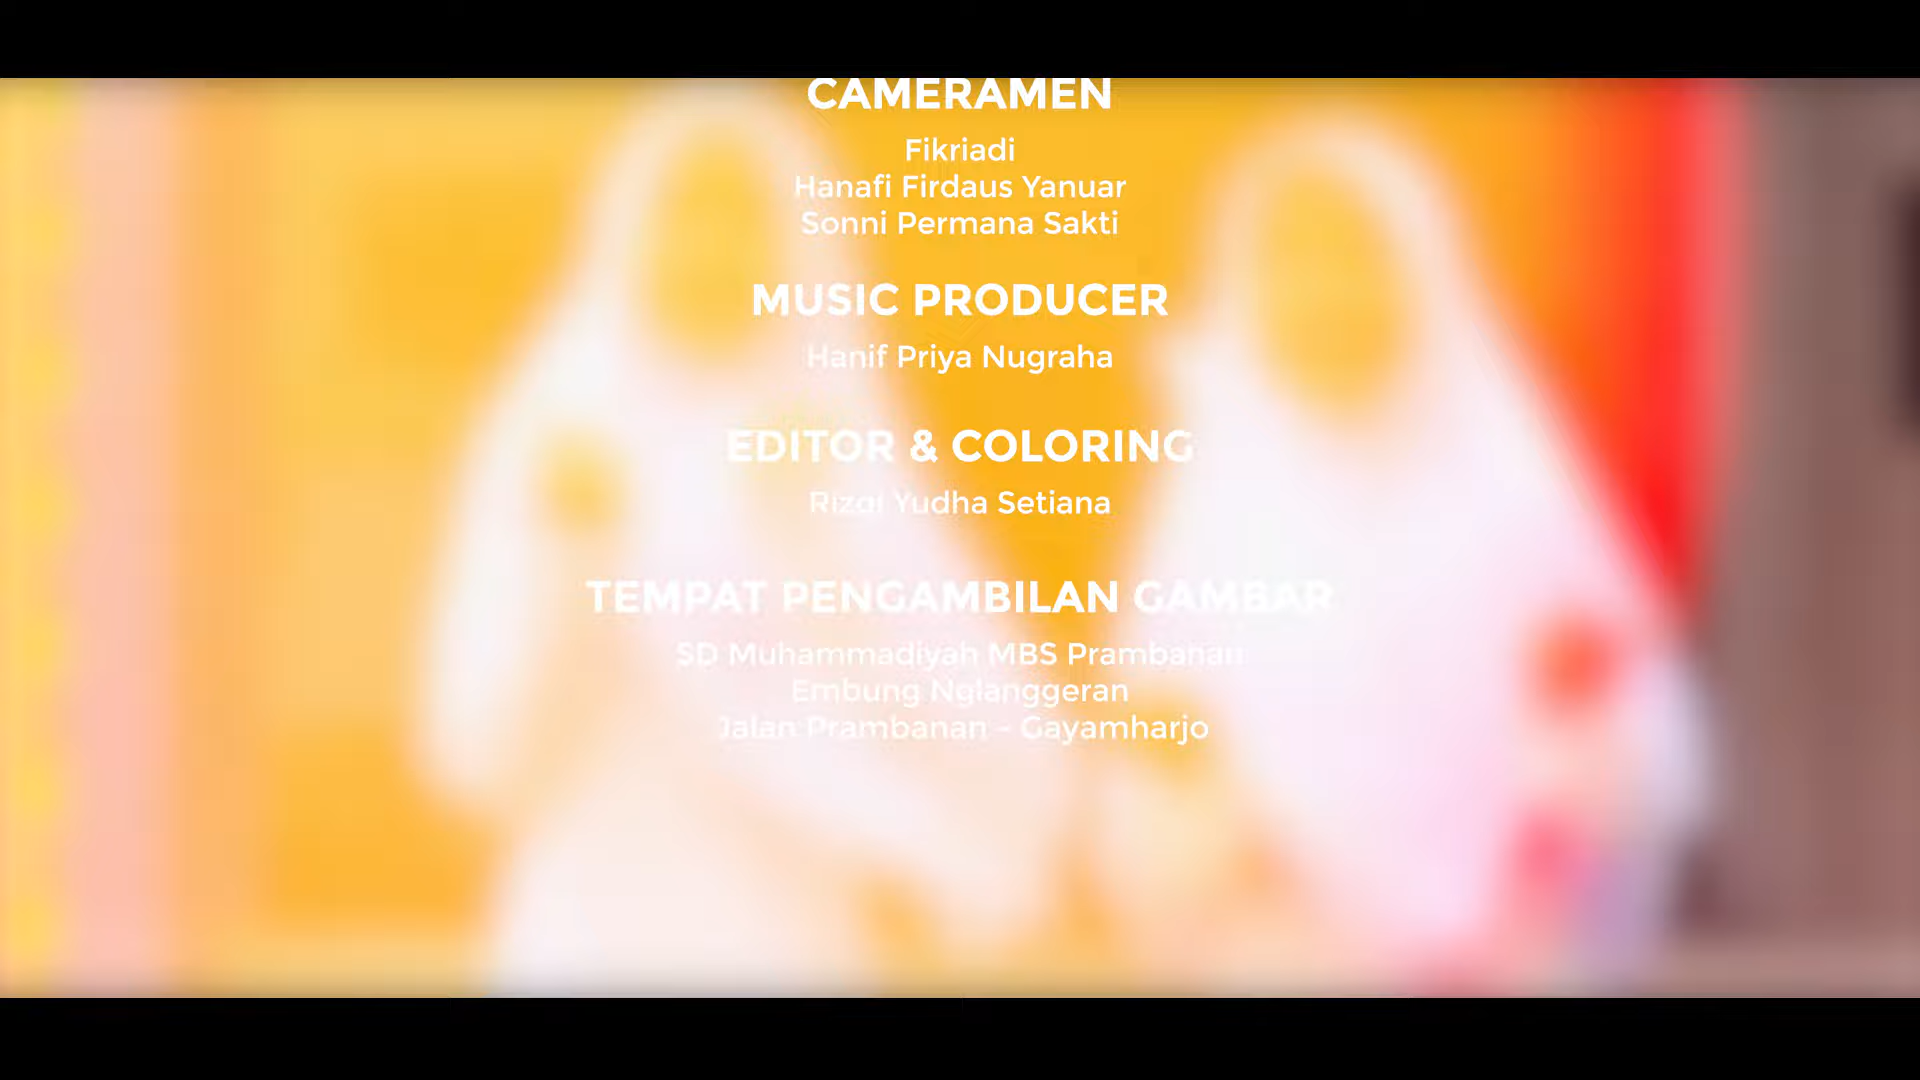 CAMERAMEN
Fikriadi
Hanafi Firdaus Yanuar
Sonni Permana Sakti
MUSIC PRODUCER
Hanif Priya Nugraha
EDITOR & COLORING
Rizqi Yudha Setiana
TEMPAT PENGAMBILAN GAMBAR
SD Muhammadiyah MBS Prambanan
Embung Nglanggeran
Jalan Prambanan - Gayamharjo